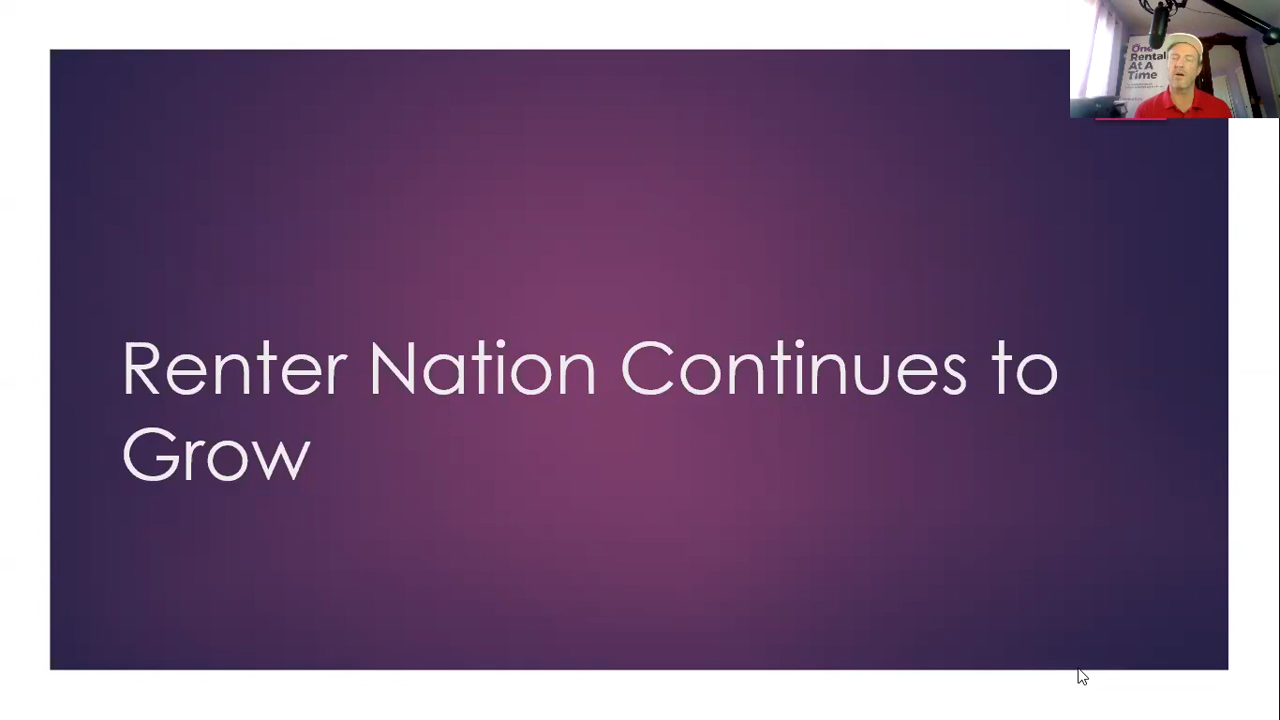 One
Rental
At A
Time
Renter Nation Continues to
Grow